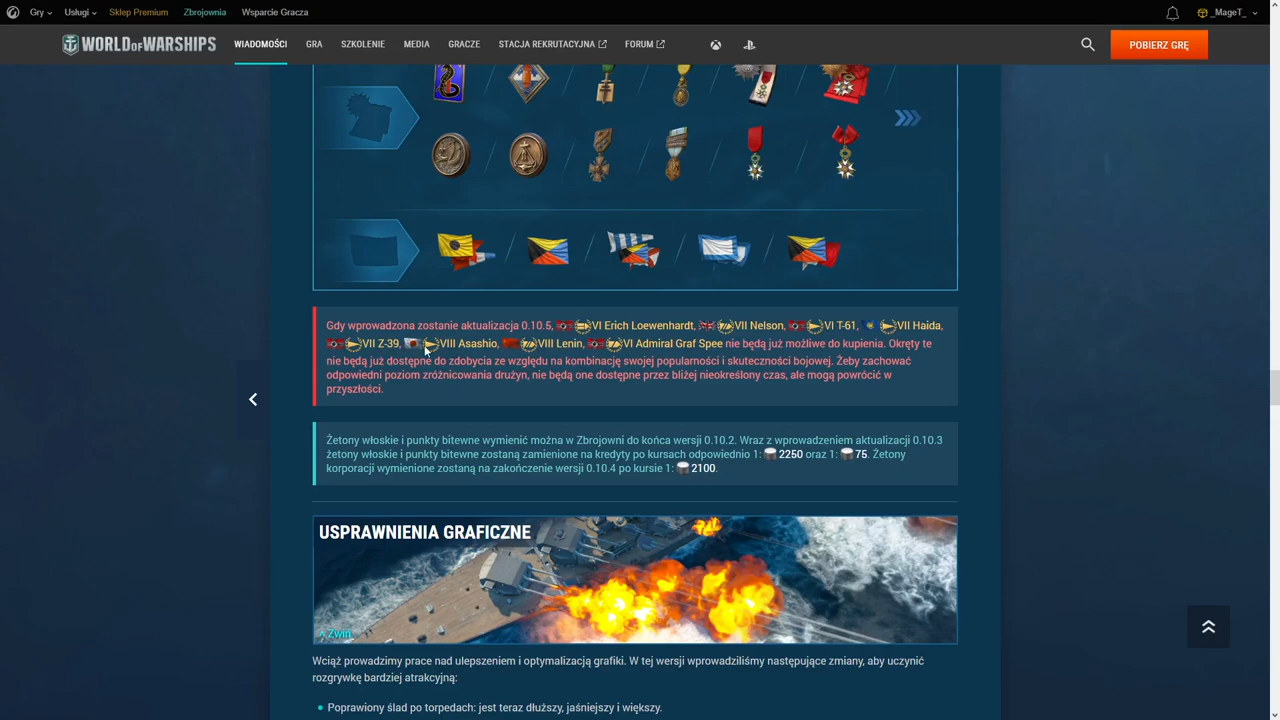 Gry
Usługi
Sklep Premium
Zbrojownia
Wsparcie Gracza
_MageT_
WORLD OF WARSHIPS
WIADOMOŚCI
GRA
SZKOLENIE
MEDIA
GRACZE
STACJA REKRUTACYJNA
FORUM
POBIERZ GRĘ
Gdy wprowadzona zostanie aktualizacja 0.10.5, VI Erich Loewenhardt, VII Nelson, VI T-61, VII Haida,
VII Z-39, VIII Asashio, VIII Lenin, VI Admiral Graf Spee nie będą już możliwe do kupienia. Okręty te
nie będą już dostępne do zdobycia ze względu na kombinację swojej popularności i skuteczności bojowej. Żeby zachować
odpowiedni poziom zróżnicowania drużyn, nie będą one dostępne przez bliżej nieokreślony czas, ale mogą powrócić w
przyszłości.
Żetony włoskie i punkty bitewne wymienić można w Zbrojowni do końca wersji 0.10.2. Wraz z wprowadzeniem aktualizacji 0.10.3
żetony włoskie i punkty bitewne zostaną zamienione na kredyty po kursach odpowiednio 1: 2250 oraz 1: 75. Żetony
korporacji wymienione zostaną na zakończenie wersji 0.10.4 po kursie 1: 2100.
USPRAWNIENIA GRAFICZNE
^ Zwiń
Wciąż prowadzimy prace nad ulepszeniem i optymalizacją grafiki. W tej wersji wprowadziliśmy następujące zmiany, aby uczynić
rozgrywkę bardziej atrakcyjną:
Poprawiony ślad po torpedach: jest teraz dłuższy, jaśniejszy i większy.